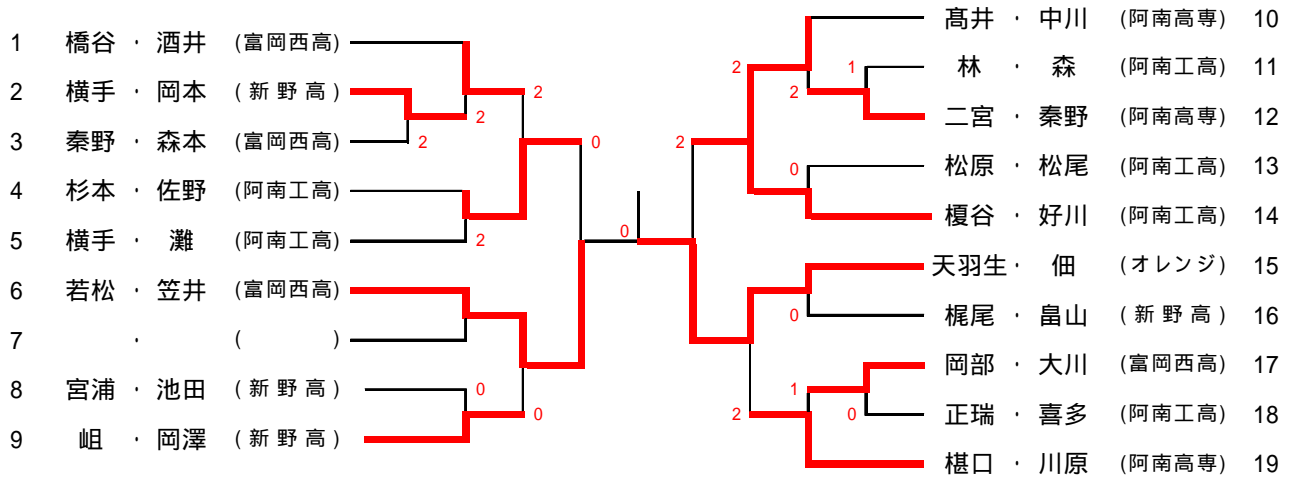 1 橋谷 ・ 酒井 (富岡西高)
2 横手 ・ 岡本 (新野高)
3 秦野 ・ 森本 (富岡西高)
4 杉本 ・ 佐野 (阿南工高)
5 横手 ・ 灘 (阿南工高)
6 若松 ・ 笠井 (富岡西高)
7 ・ ( )
8 宮浦 ・ 池田 (新野高)
9 岨 ・ 岡澤 (新野高)
2
2
2
0
2
0
0
0
2
2
1
2
0
0
1
0
2
髙井 ・ 中川 (阿南高専) 10
林 ・ 森 (阿南工高) 11
二宮 ・ 秦野 (阿南高専) 12
松原 ・ 松尾 (阿南工高) 13
榎谷 ・ 好川 (阿南工高) 14
天羽生・ 佃 (オレンジ) 15
梶尾 ・ 畠山 (新野高) 16
岡部 ・ 大川 (富岡西高) 17
正瑞 ・ 喜多 (阿南工高) 18
椹口 ・ 川原 (阿南高専) 19